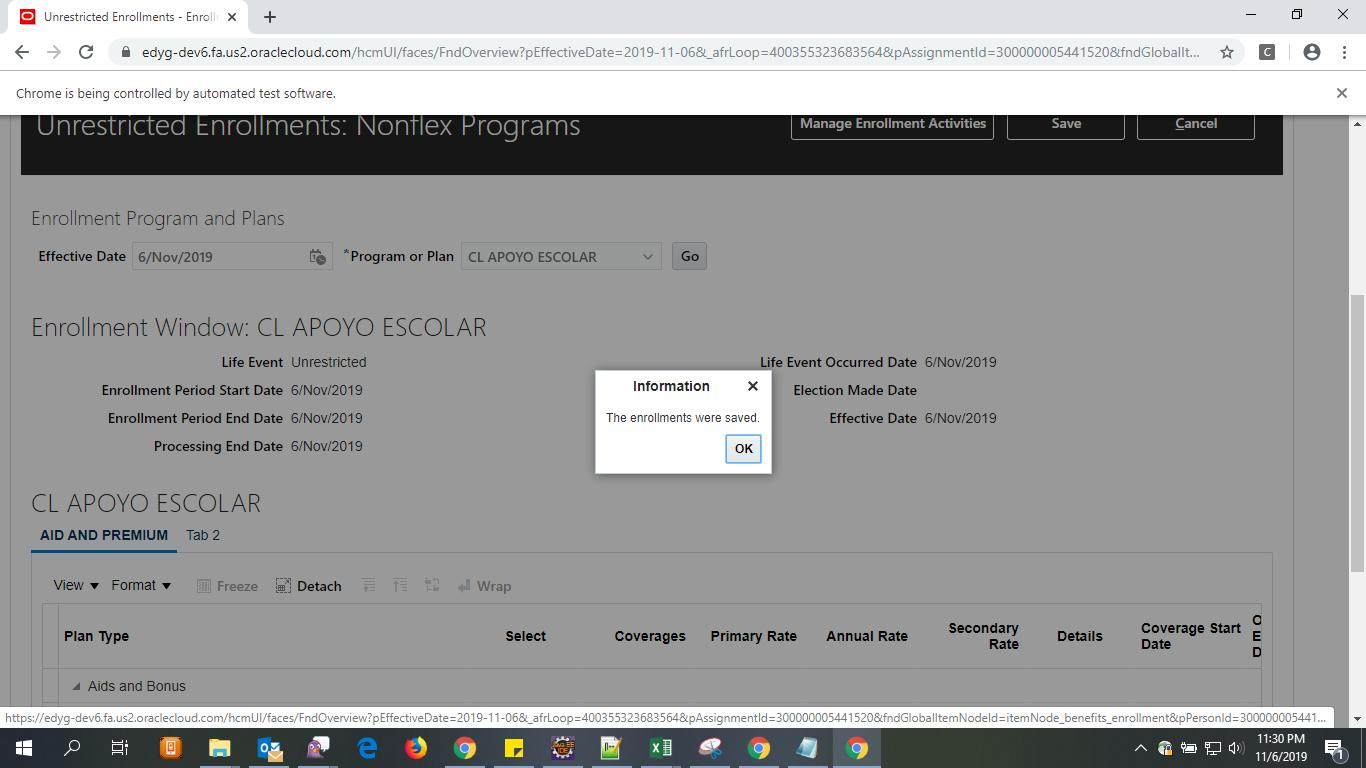 Unrestricted Enrollments - Enroll
edyg-dev6.fa.us2.oraclecloud.com/hcmUI/faces/FndOverview?pEffectiveDate=2019-11-06&_afrLoop=400355323683564&pAssignmentId=300000005441520&fndGlobalIt...
C
Chrome is being controlled by automated test software.
Unrestricted Enrollments: Nonflex Programs
Manage Enrollment Activities Save Cancel
Enrollment Program and Plans
Effective Date 6/Nov/2019 *Program or Plan CL APOYO ESCOLAR Go
Enrollment Window: CL APOYO ESCOLAR
Life Event Unrestricted Life Event Occurred Date 6/Nov/2019
Enrollment Period Start Date 6/Nov/2019 Election Made Date
Enrollment Period End Date 6/Nov/2019 Effective Date 6/Nov/2019
Processing End Date 6/Nov/2019
Information
The enrollments were saved.
OK
CL APOYO ESCOLAR
AID AND PREMIUM Tab 2
View Format Freeze Detach Wrap
Plan Type Select Coverages Primary Rate Annual Rate Secondary Rate Details Coverage Start Date
Aids and Bonus
https://edyg-dev6.fa.us2.oraclecloud.com/hcmUI/faces/FndOverview?pEffectiveDate=2019-11-06&_afrLoop=400355323683564&pAssignmentId=300000005441520&fndGlobalItemNodeId=itemNode_benefits_enrollment&pPersonId=300000005441...
11:30 PM
11/6/2019
1